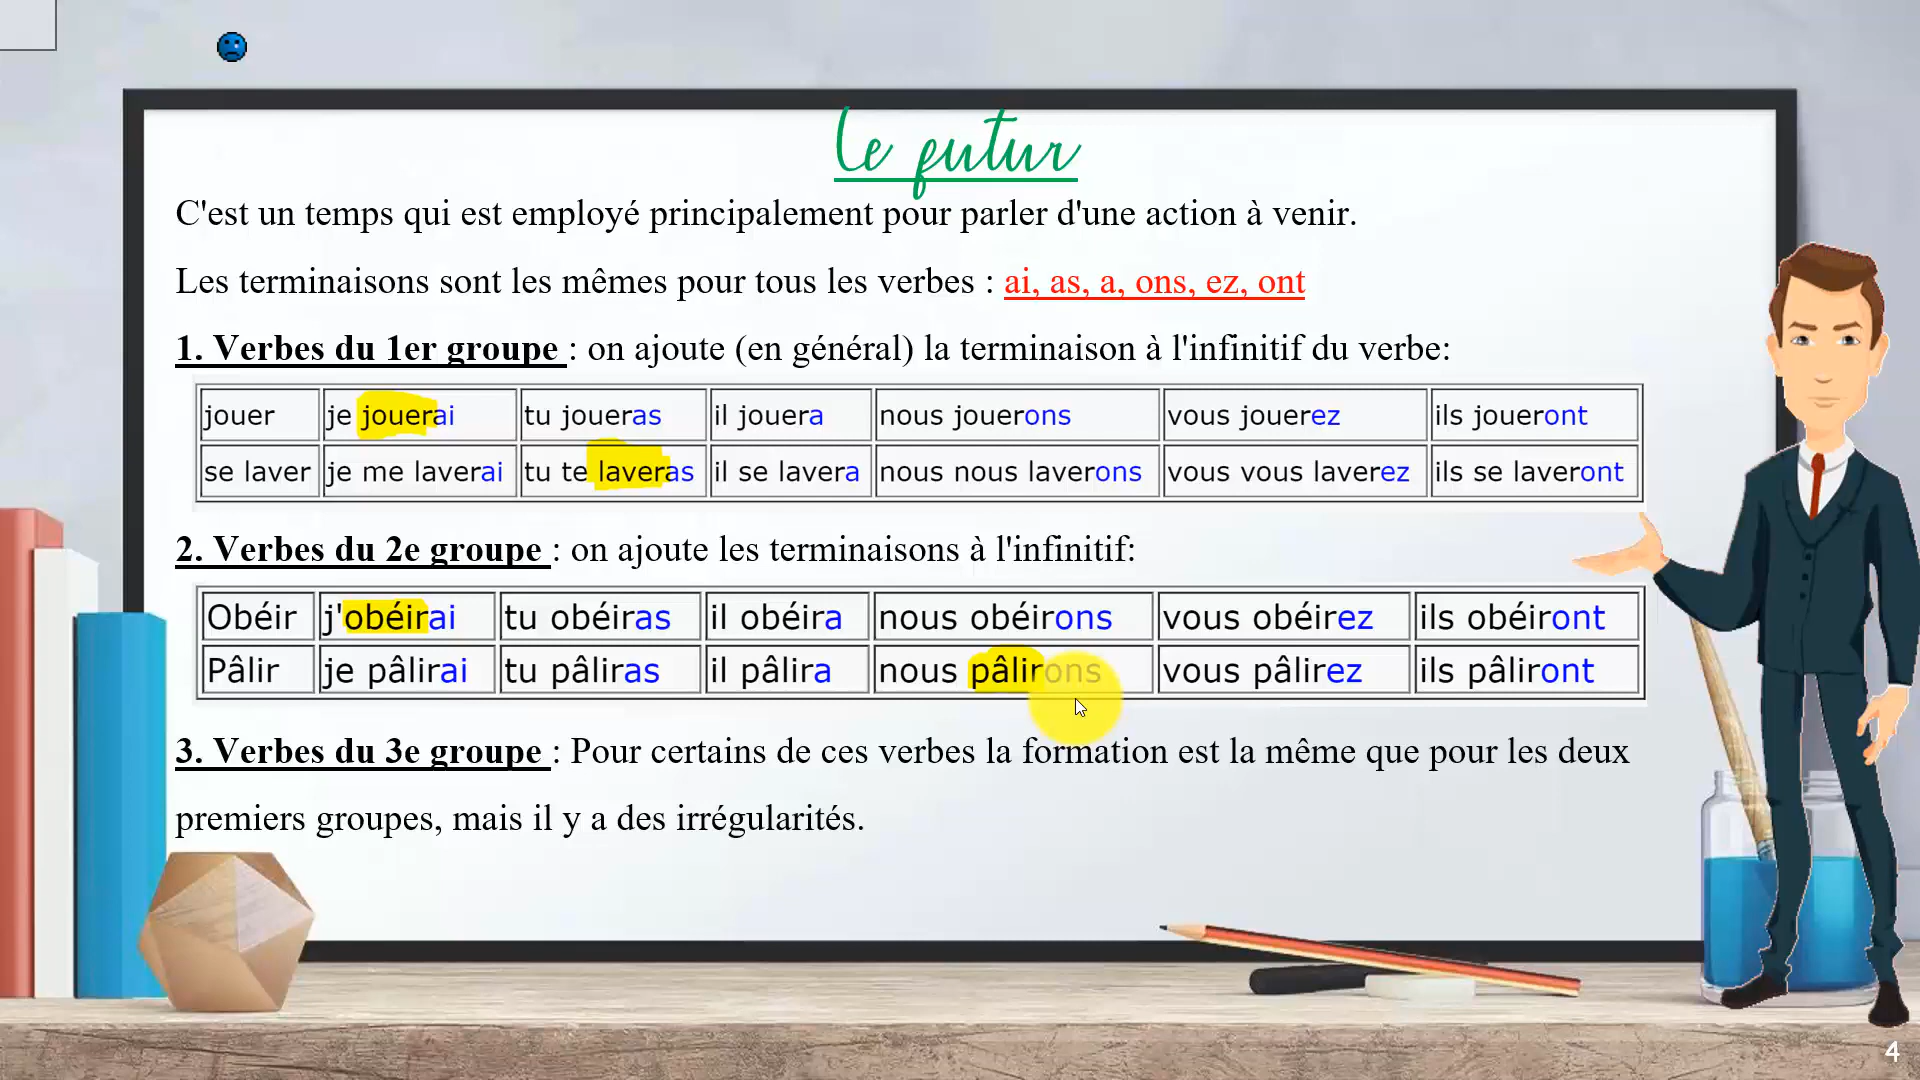 Le futur
C'est un temps qui est employé principalement pour parler d'une action à venir.
Les terminaisons sont les mêmes pour tous les verbes : ai, as, a, ons, ez, ont
1. Verbes du 1er groupe : on ajoute (en général) la terminaison à l'infinitif du verbe:
jouer je jouerai tu joueras il jouera nous jouerons vous jouerez ils joueront
se laver je me laverai tu te laveras il se lavera nous nous laverons vous vous laverez ils se laveront
2. Verbes du 2e groupe : on ajoute les terminaisons à l'infinitif:
Obéir j'obéirai tu obéiras il obéira nous obéirons vous obéirez ils obéiront
Pâlir je pâlirai tu pâliras il pâlira nous pâlirons vous pâlirez ils pâliront
3. Verbes du 3e groupe : Pour certains de ces verbes la formation est la même que pour les deux
premiers groupes, mais il y a des irrégularités.
4